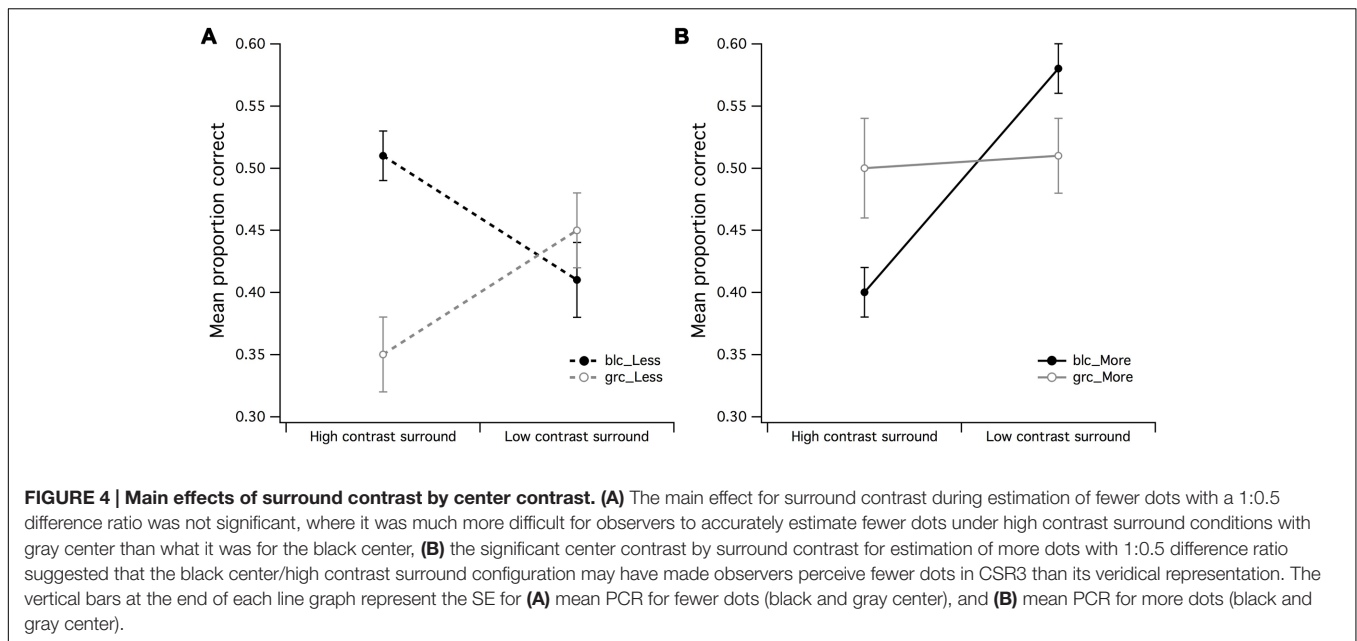 A
0.60
0.55
0.50
0.45
0.40
0.35
0.30
Mean proportion correct
blc_Less
grc_Less
High contrast surround
Low contrast surround
B
0.60
0.55
0.50
0.45
0.40
0.35
0.30
Mean proportion correct
blc_More
grc_More
High contrast surround
Low contrast surround
FIGURE 4 | Main effects of surround contrast by center contrast. (A) The main effect for surround contrast during estimation of fewer dots with a 1:0.5
difference ratio was not significant, where it was much more difficult for observers to accurately estimate fewer dots under high contrast surround conditions with
gray center than what it was for the black center, (B) the significant center contrast by surround contrast for estimation of more dots with 1:0.5 difference ratio
suggested that the black center/high contrast surround configuration may have made observers perceive fewer dots in CSR3 than its veridical representation. The
vertical bars at the end of each line graph represent the SE for (A) mean PCR for fewer dots (black and gray center), and (B) mean PCR for more dots (black and
gray center).